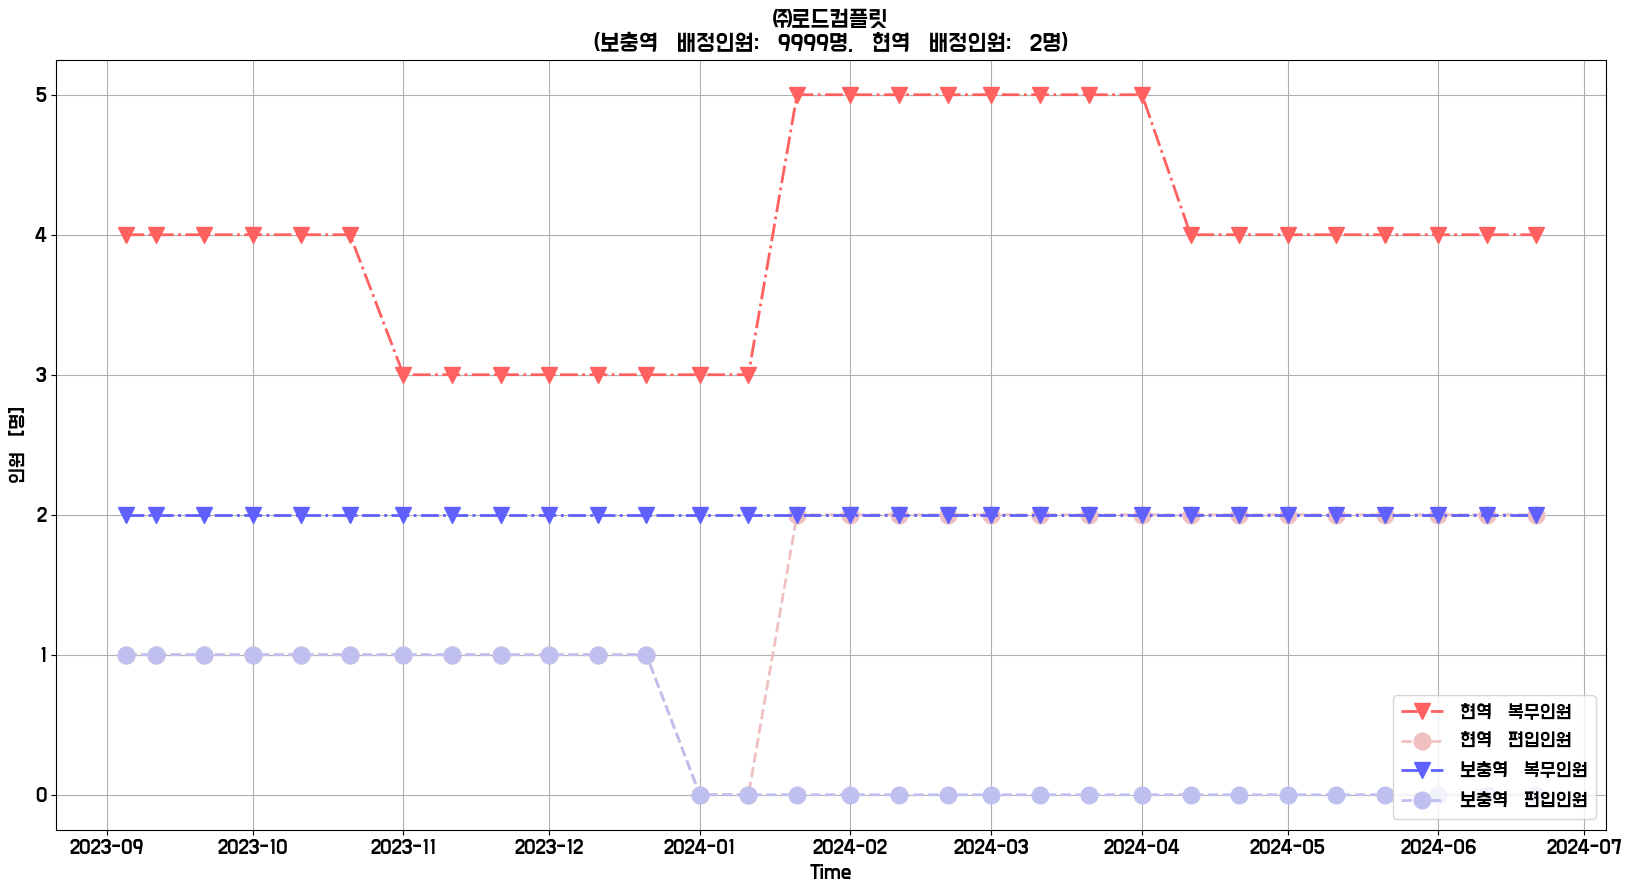 ㈜로드컴플릿
(보충역 배정인원: 9999명, 현역 배정인원: 2명)
5
4
3
2
1
0
인원 [명]
2023-09
2023-10
2023-11
2023-12
2024-01
2024-02
2024-03
2024-04
2024-05
2024-06
2024-07
Time
현역 복무인원
현역 편입인원
보충역 복무인원
보충역 편입인원